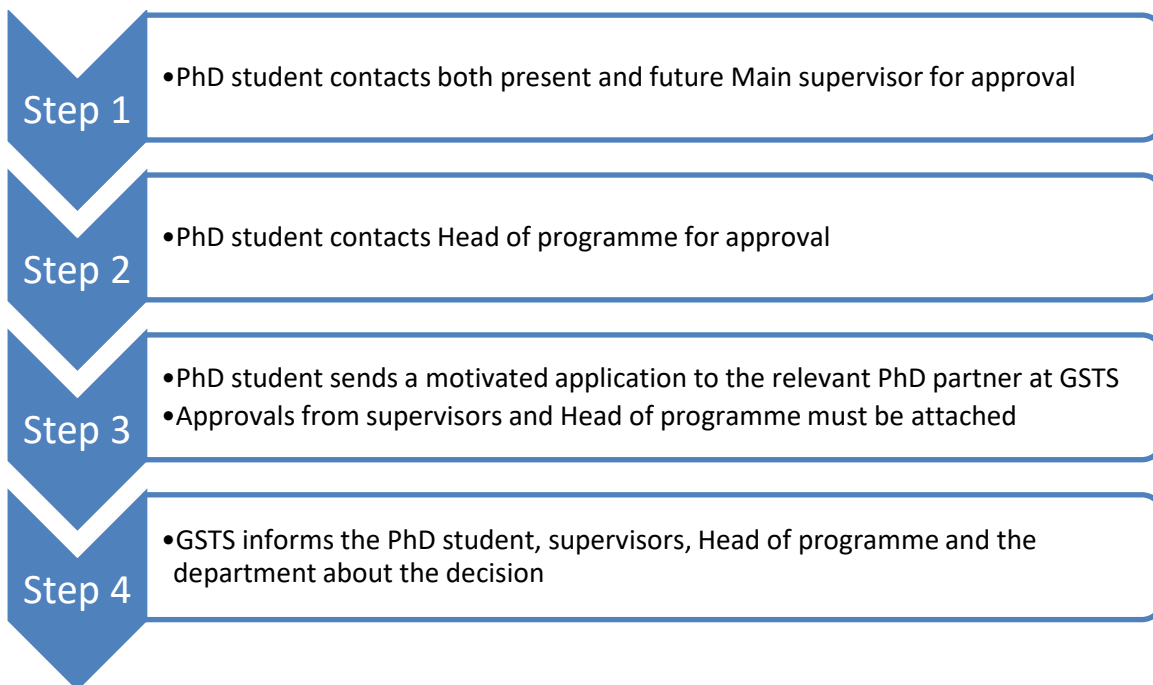 Step 1
•PhD student contacts both present and future Main supervisor for approval
Step 2
•PhD student contacts Head of programme for approval
Step 3
•PhD student sends a motivated application to the relevant PhD partner at GSTS
•Approvals from supervisors and Head of programme must be attached
Step 4
•GSTS informs the PhD student, supervisors, Head of programme and the
department about the decision